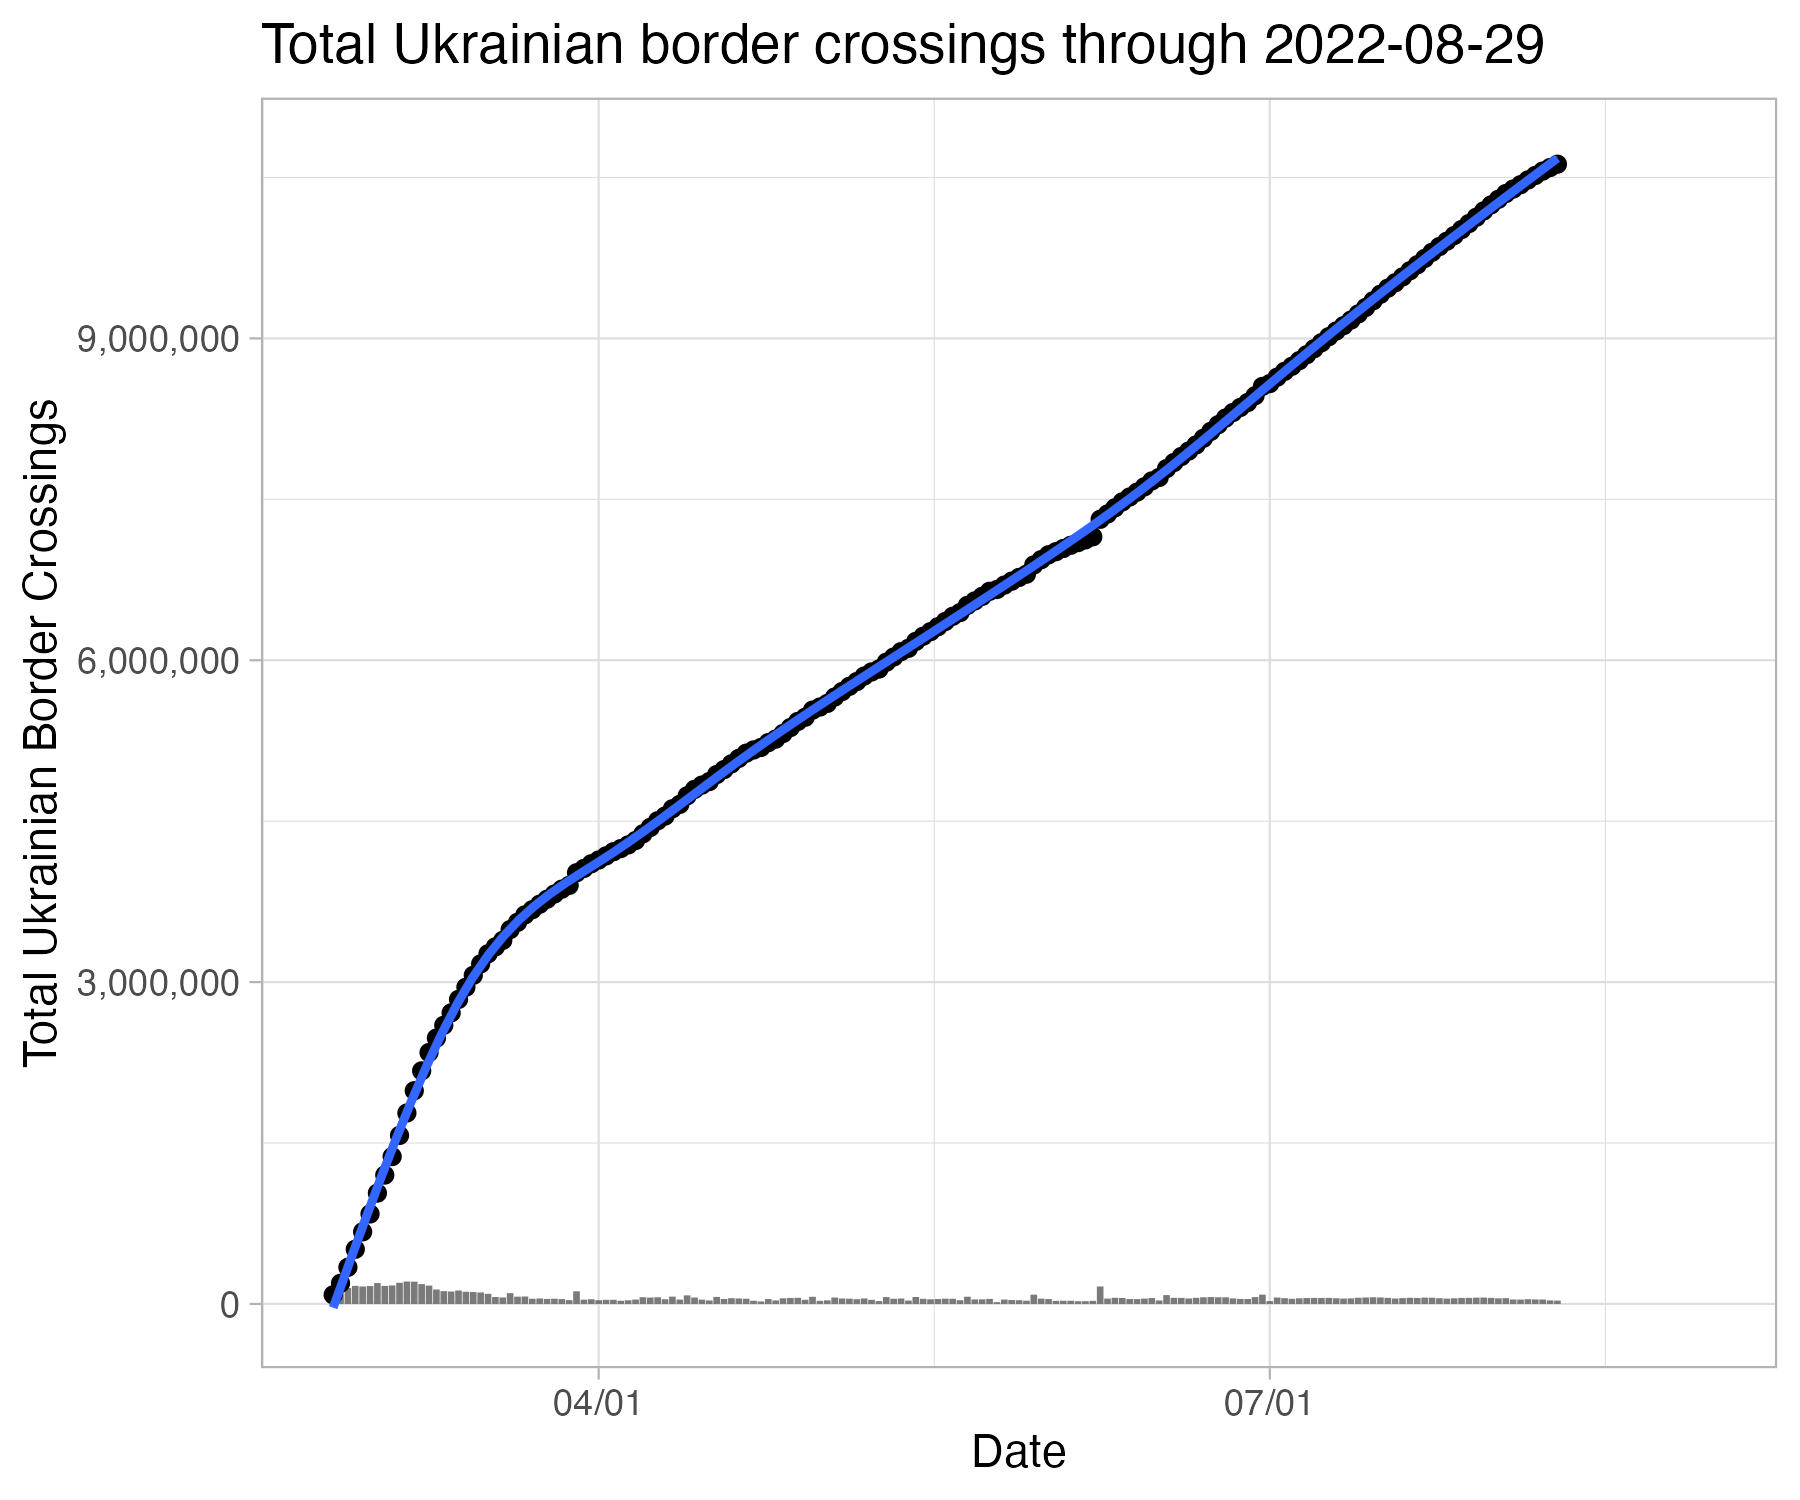 Total Ukrainian border crossings through 2022-08-29
Total Ukrainian Border Crossings
9,000,000
6,000,000
3,000,000
0
04/01
07/01
Date